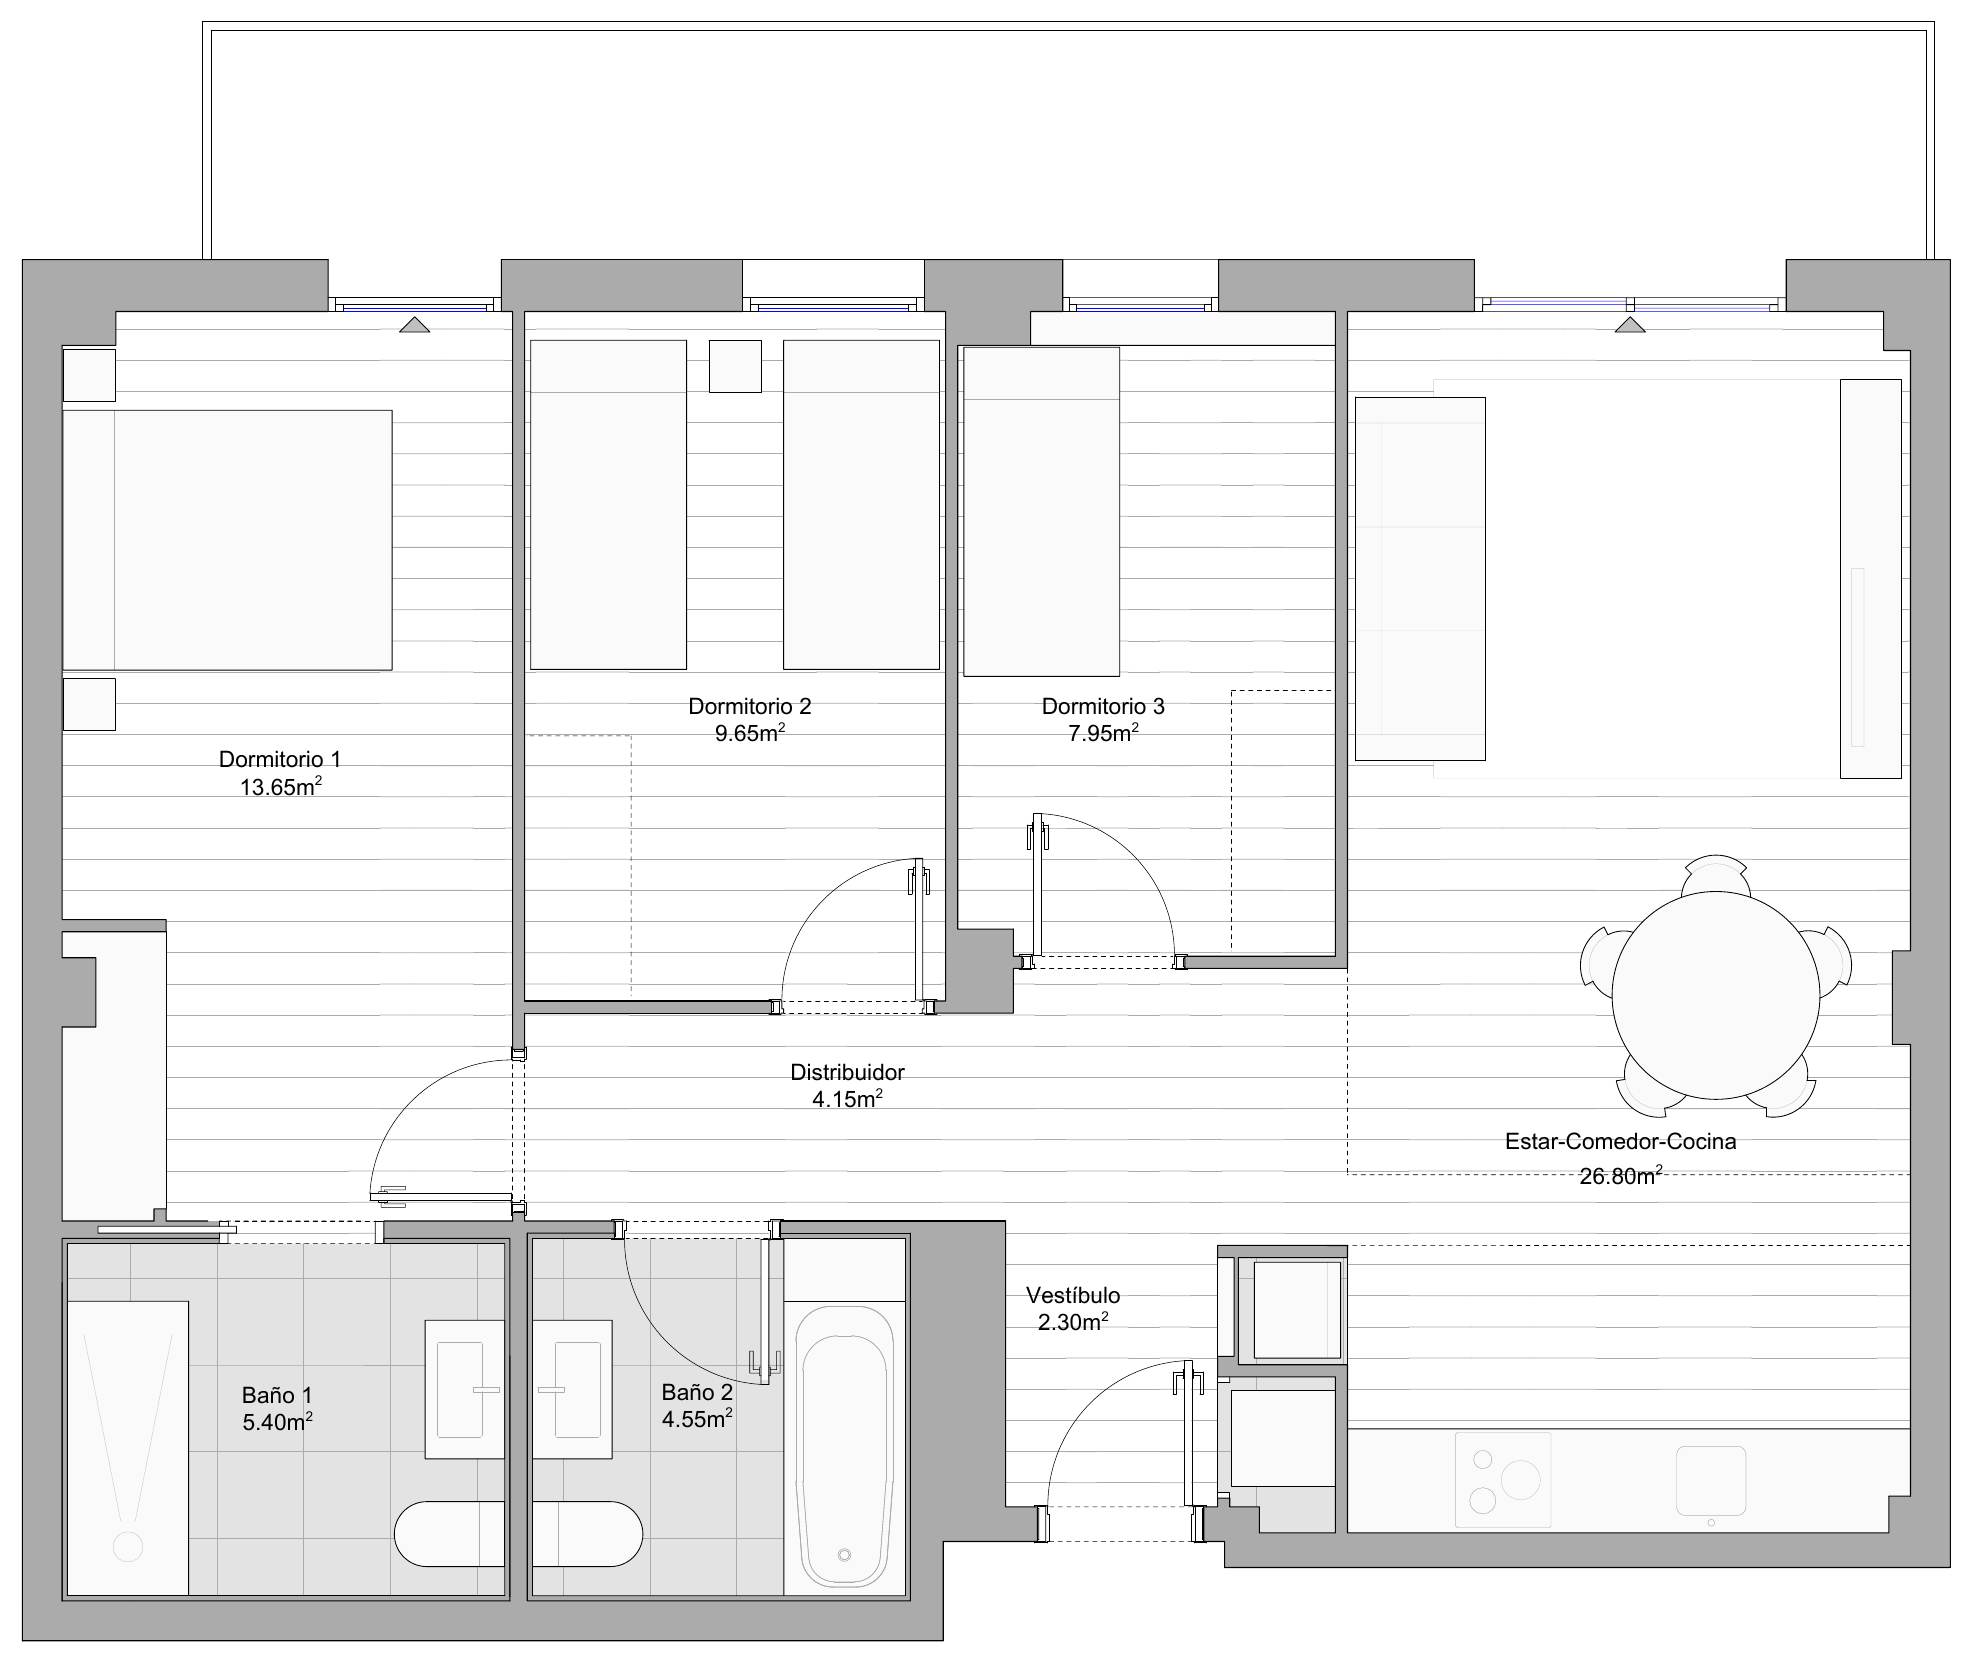 Dormitorio 2
9.65m²
Dormitorio 3
7.95m²
Dormitorio 1
13.65m²
Distribuidor
4.15m²
Estar-Comedor-Cocina
26.80m²
Vestíbulo
2.30m²
Baño 1
5.40m²
Baño 2
4.55m²